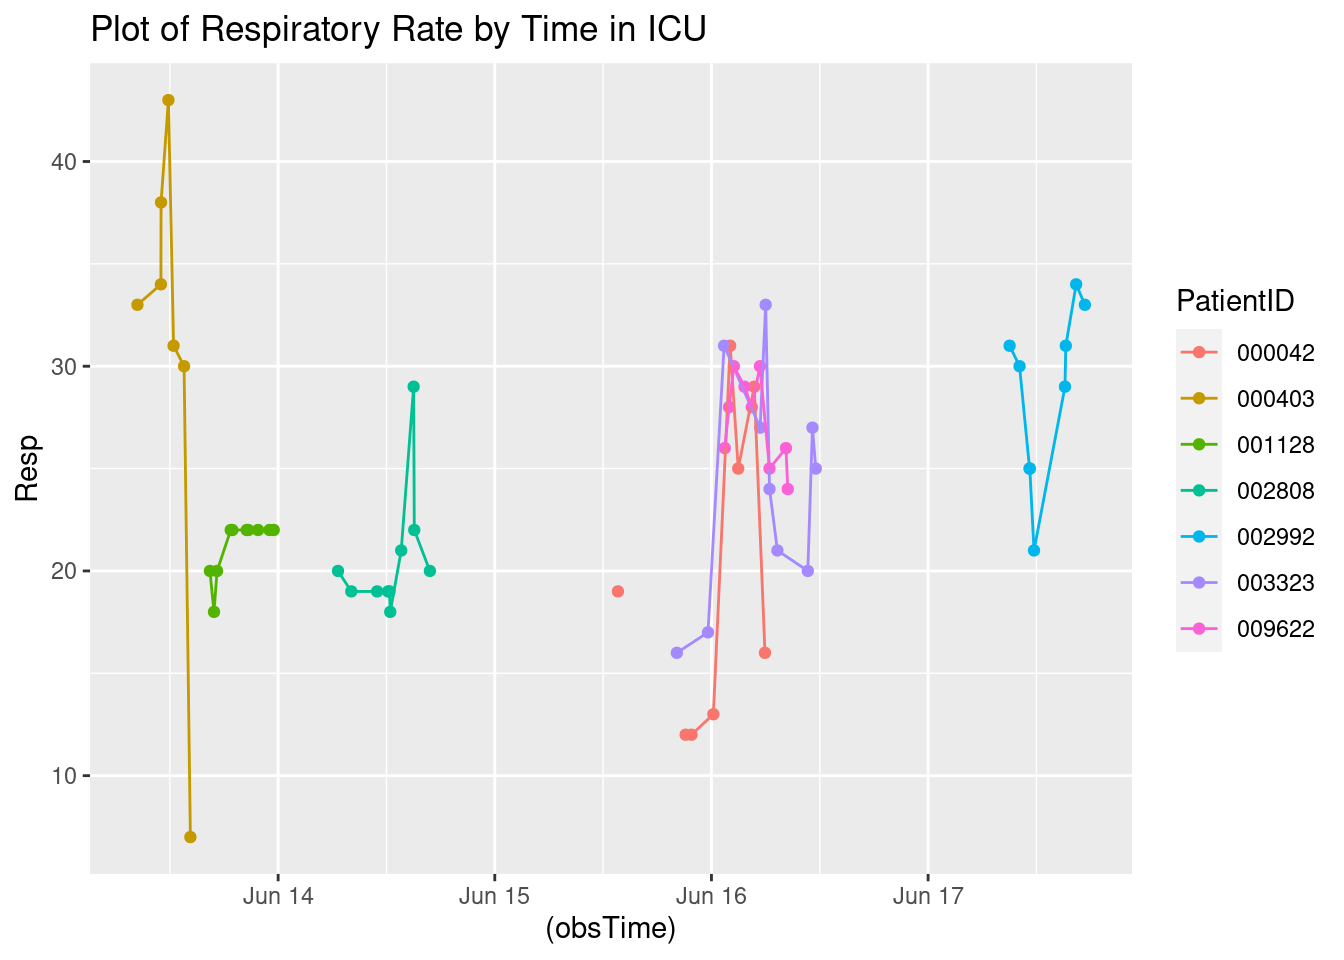 Plot of Respiratory Rate by Time in ICU
40
30
20
10
Resp
Jun 14
Jun 15
Jun 16
Jun 17
(obsTime)
PatientID
000042
000403
001128
002808
002992
003323
009622